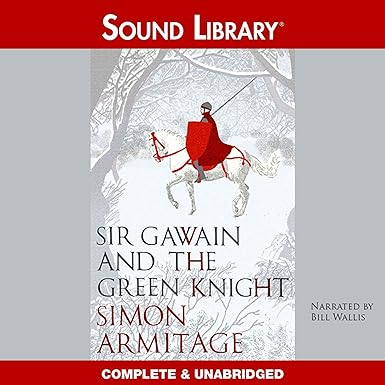 SOUND LIBRARY®
SIR GAWAIN
AND THE
GREEN KNIGHT
SIMON
ARMITAGE
NARRATED BY
BILL WALLIS
COMPLETE & UNABRIDGED